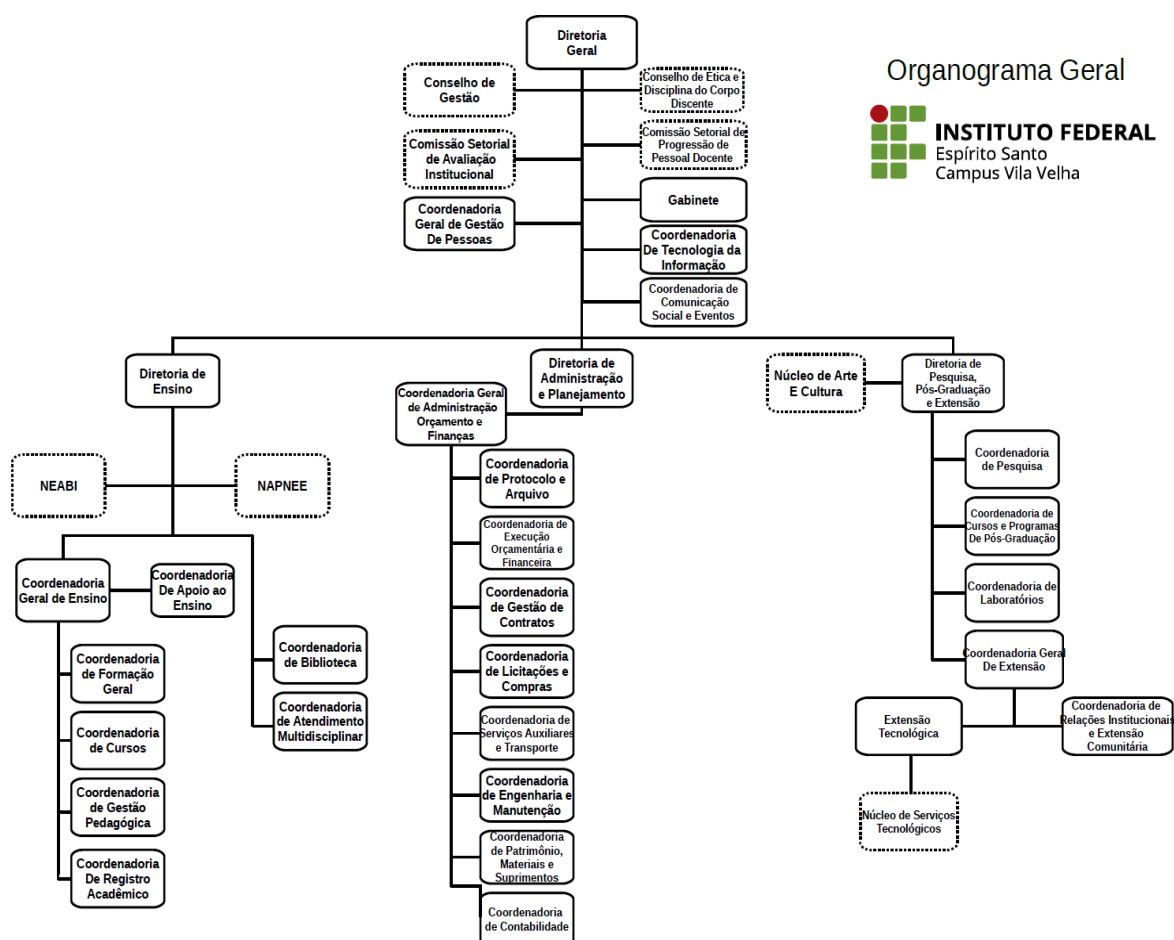 Diretoria
Geral
Organograma Geral
INSTITUTO FEDERAL
Espírito Santo
Campus Vila Velha
Conselho de
Gestão
Conselho de Etica e
Disciplina do Corpo
Discente
Comissão Setorial
de Avaliação
Institucional
Comissão Setorial de
Progressão de
Pessoal Docente
Coordenadoria
Geral de Gestão
De Pessoas
Gabinete
Coordenadoria
De Tecnologia da
Informação
Coordenadoria de
Comunicação
Social e Eventos
Diretoria de
Ensino
Diretoria de
Administração
e Planejamento
Núcleo de Arte
E Cultura
Diretoria de
Pesquisa,
Pós-Graduação
e Extensão
Coordenadoria Geral
de Administração
Orçamento e
Finanças
NEABI
NAPNEE
Coordenadoria
Geral de Ensino
Coordenadoria
De Apoio ao
Ensino
Coordenadoria
de Formação
Geral
Coordenadoria
de Cursos
Coordenadoria
de Gestão
Pedagógica
Coordenadoria
De Registro
Acadêmico
Coordenadoria
de Biblioteca
Coordenadoria
de Atendimento
Multidisciplinar
Coordenadoria
de Protocolo e
Arquivo
Coordenadoria de
Execução
Orçamentária e
Financeira
Coordenadoria
de Gestão de
Contratos
Coordenadoria
de Licitações e
Compras
Coordenadoria de
Serviços Auxiliares
e Transporte
Coordenadoria
de Engenharia e
Manutenção
Coordenadoria
de Patrimônio,
Materiais e
Suprimentos
Coordenadoria
de Contabilidade
Coordenadoria
de Pesquisa
Coordenadoria de
Cursos e Programas
De Pós-Graduação
Coordenadoria de
Laboratórios
Coordenadoria Geral
De Extensão
Extensão
Tecnológica
Coordenadoria de
Relações Institucionais
e Extensão
Comunitária
Núcleo de Serviços
Tecnológicos